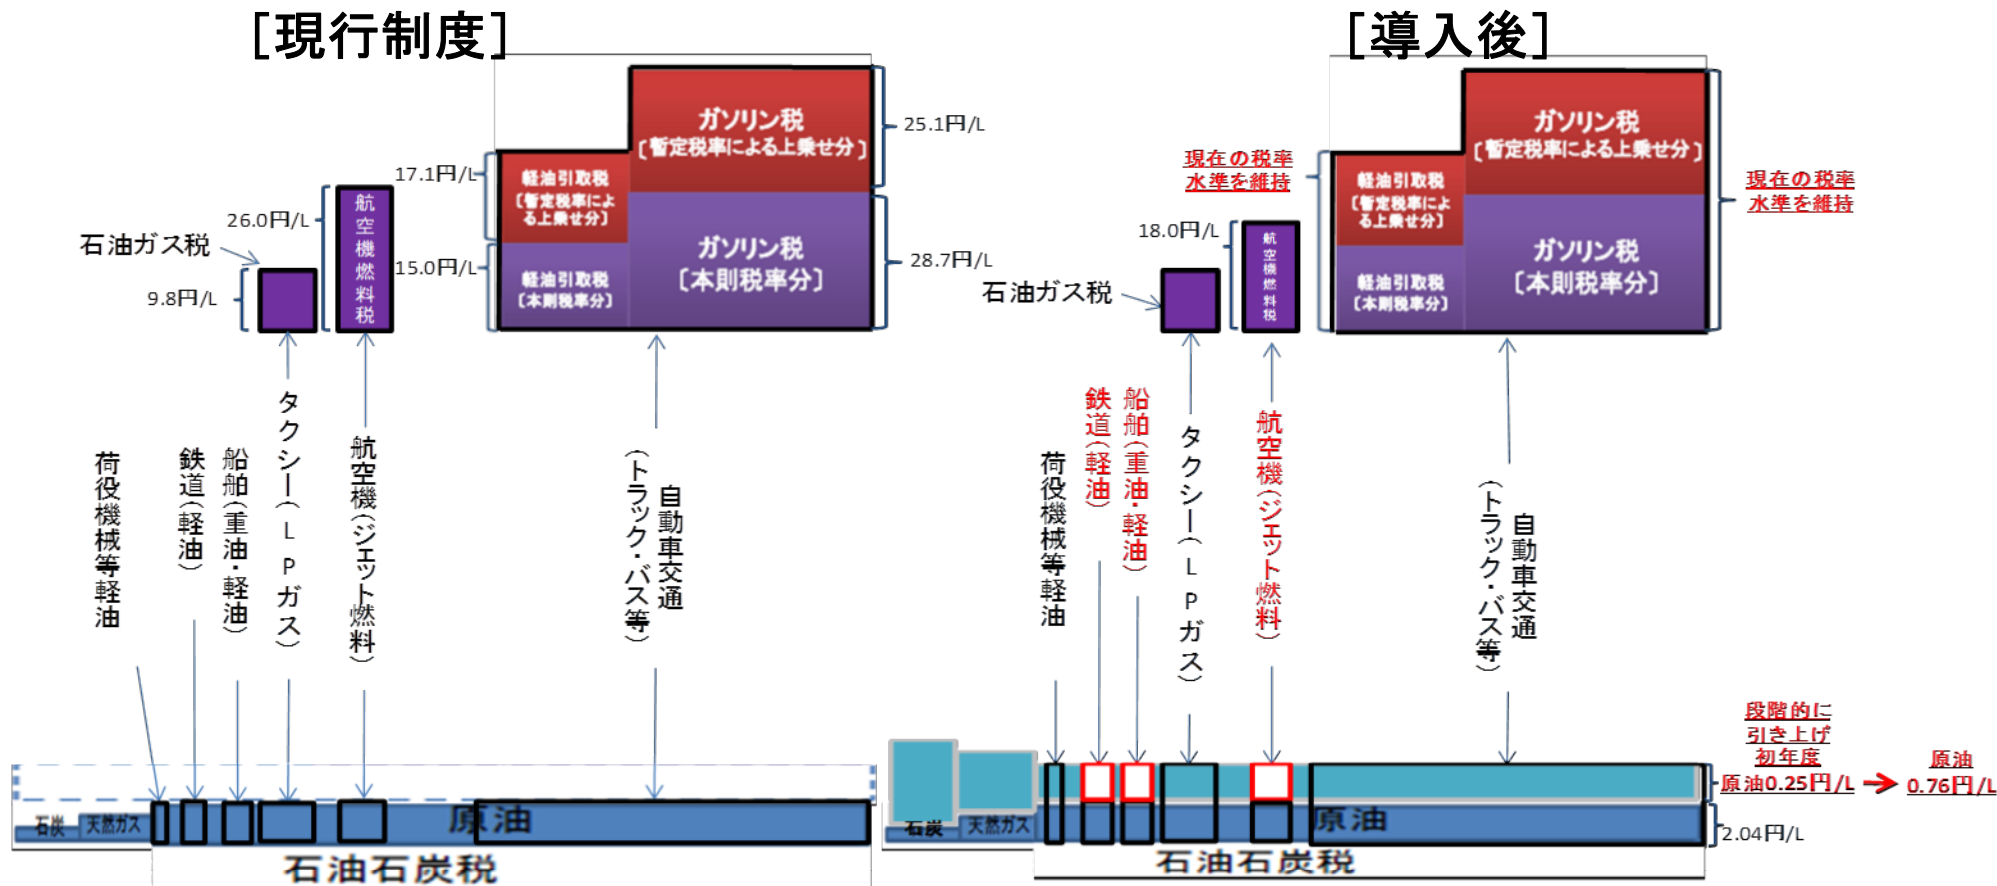 ［現行制度］
ガソリン税
〔暫定税率による上乗せ分〕
25.1円/L
17.1円/L
軽油引取税
〔暫定税率によ
る上乗せ分〕
航空機燃料税
26.0円/L
石油ガス税
9.8円/L
15.0円/L
軽油引取税
〔本則税率分〕
ガソリン税
〔本則税率分〕
28.7円/L
荷役機械等軽油
鉄道（軽油）
船舶（重油・軽油）
タクシー（LPガス）
航空機（ジェット燃料）
自動車交通
（トラック・バス等）
石炭
天然ガス
原油
石油石炭税
［導入後］
ガソリン税
〔暫定税率による上乗せ分〕
現在の税率
水準を維持
軽油引取税
〔暫定税率によ
る上乗せ分〕
現在の税率
水準を維持
18.0円/L
航空機燃料税
石油ガス税
軽油引取税
〔本則税率分〕
ガソリン税
〔本則税率分〕
荷役機械等軽油
鉄道（軽油）
船舶（重油・軽油）
タクシー（LPガス）
航空機（ジェット燃料）
自動車交通
（トラック・バス等）
段階的に
引き上げ
初年度
原油0.25円/L
原油
0.76円/L
2.04円/L
石炭
天然ガス
原油
石油石炭税